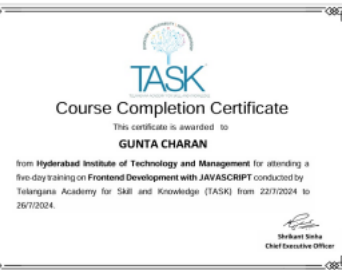 TASK
Course Completion Certificate
This certificate is awarded to
GUNTA CHARAN
from Hyderabad Institute of Technology and Management for attending a
five-day training on Frontend Development with JAVASCRIPT conducted by
Telangana Academy for Skill and Knowledge (TASK) from 22/7/2024 to
26/7/2024.
Shrikant Sinha
Chief Executive Officer